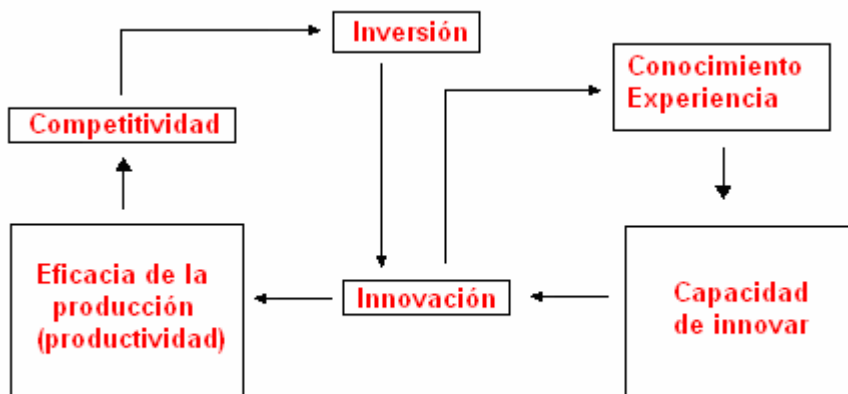 Inversión
Conocimiento
Experiencia
Competitividad
Eficacia de la
producción
(productividad)
Innovación
Capacidad
de innovar